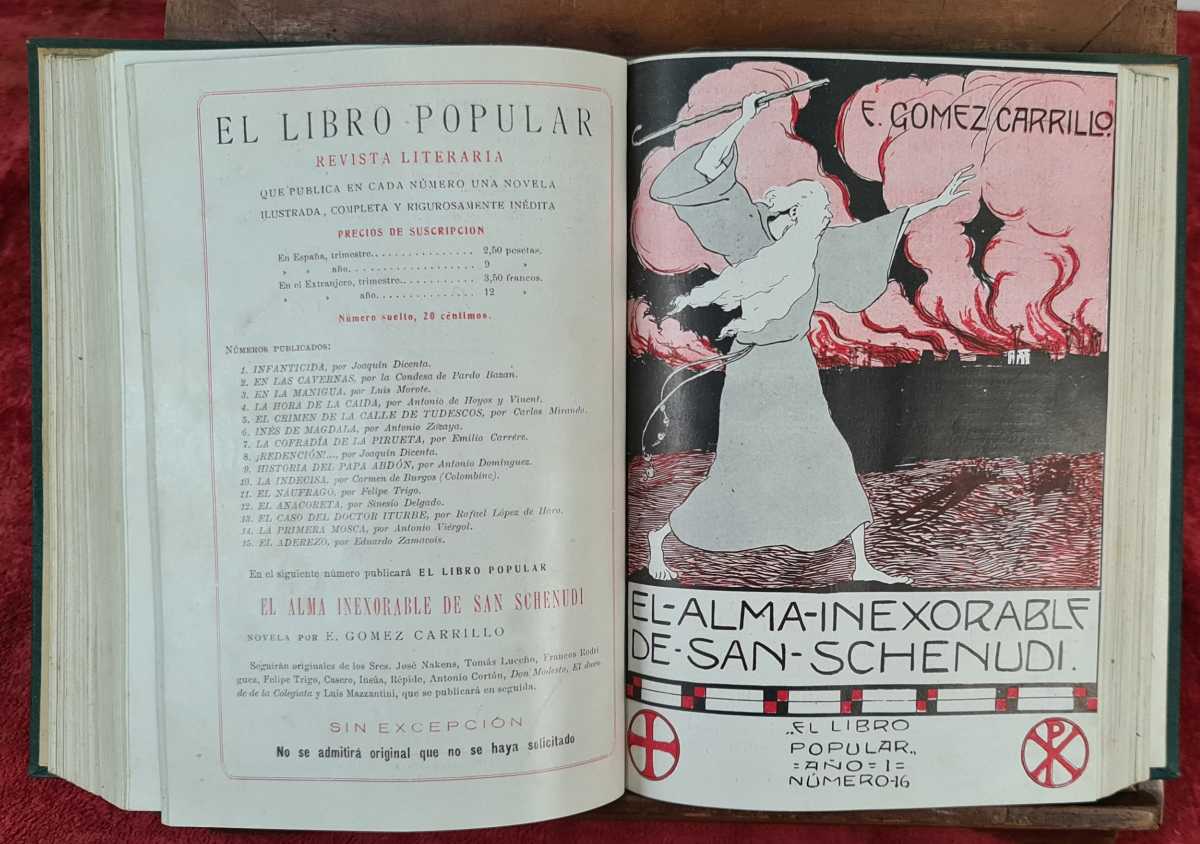 EL LIBRO POPULAR
REVISTA LITERARIA
QUE PUBLICA EN CADA NÚMERO UNA NOVELA
ILUSTRADA, COMPLETA Y RIGUROSAMENTE INÉDITA
PRECIOS DE SUSCRIPCION
En España, trimestre.................. 2,50 pesetas.
» » año.................. 9 »
En el Extranjero, trimestre........... 3,50 francos.
» » año.............. 12 »
Número suelto, 20 céntimos.
NÚMEROS PUBLICADOS:
1. INFANTICIDA, por Joaquín Dicenta.
2. EN LAS CAVERNAS, por la Condesa de Pardo Bazan.
3. EN LA MANIGUA, por Luis Morote.
4. LA HORA DE LA CAIDA, por Antonio de Hoyos y Vinent.
5. EL CRIMEN DE LA CALLE DE TUDESCOS, por Carlos Miranda.
6. INÉS DE MAGDALA, por Antonio Zozaya.
7. LA COFRADÍA DE LA PIRUETA, por Emilio Carrére.
8. ¡REDENCIÓN!..., por Joaquín Dicenta.
9. HISTORIA DEL PAPA ABDÓN, por Antonio Domínguez.
10. LA INDECISA, por Carmen de Burgos (Colombine).
11. EL NÁUFRAGO, por Felipe Trigo.
12. EL ANACORETA, por Sinesio Delgado.
13. EL CASO DEL DOCTOR ITURBE, por Rafael López de Haro.
14. LA PRIMERA MOSCA, por Antonio Viérgol.
15. EL ADEREZO, por Eduardo Zamacois.
En el siguiente número publicará EL LIBRO POPULAR
EL ALMA INEXORABLE DE SAN SCHENUDI
NOVELA POR E. GOMEZ CARRILLO
Seguirán originales de los Sres. José Nakens, Tomás Luceño, Francos Rodrí
guez, Felipe Trigo, Casero, Insúa, Répide, Antonio Cortón, Don Modesto, El duen
de de la Colegiata y Luis Mazzantini, que se publicará en seguida.
SIN EXCEPCIÓN
No se admitirá original que no se haya solicitado
E. GOMEZ CARRILLO.
EL-ALMA-INEXORABLE
DE-SAN-SCHENUDI.
„EL LIBRO
POPULAR„
=AÑO=1=
NÚMERO-16